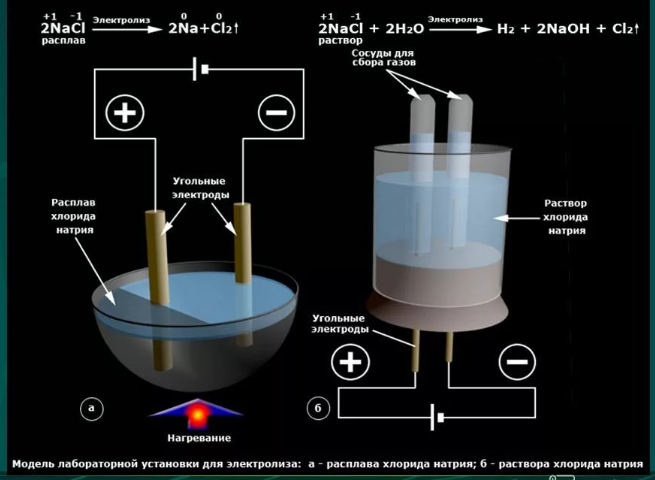 +1 -1
2NaCl Электролиз 2Na+Cl₂↑
0 0
расплав
+1 -1
2NaCl + 2H₂O Электролиз H₂ + 2NaOH + Cl₂↑
раствор
Сосуды для
сбора газов
+ −
Угольные
электроды
Расплав
хлорида
натрия
Раствор
хлорида
натрия
Угольные
электроды
+ −
а
б
Нагревание
Модель лабораторной установки для электролиза: а - расплава хлорида натрия; б - раствора хлорида натрия